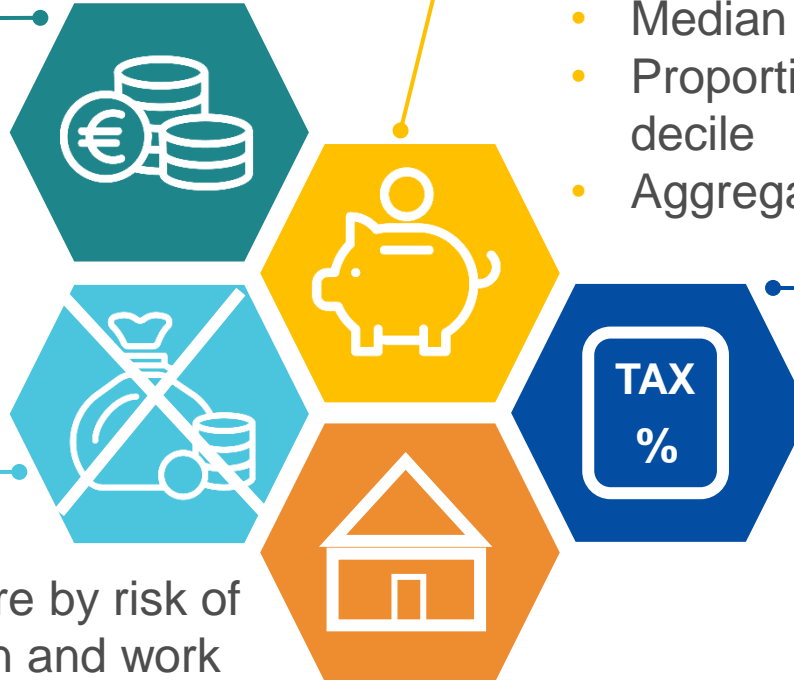 • Median
• Proporti
decile
• Aggrega
€
TAX
%
re by risk of
n and work